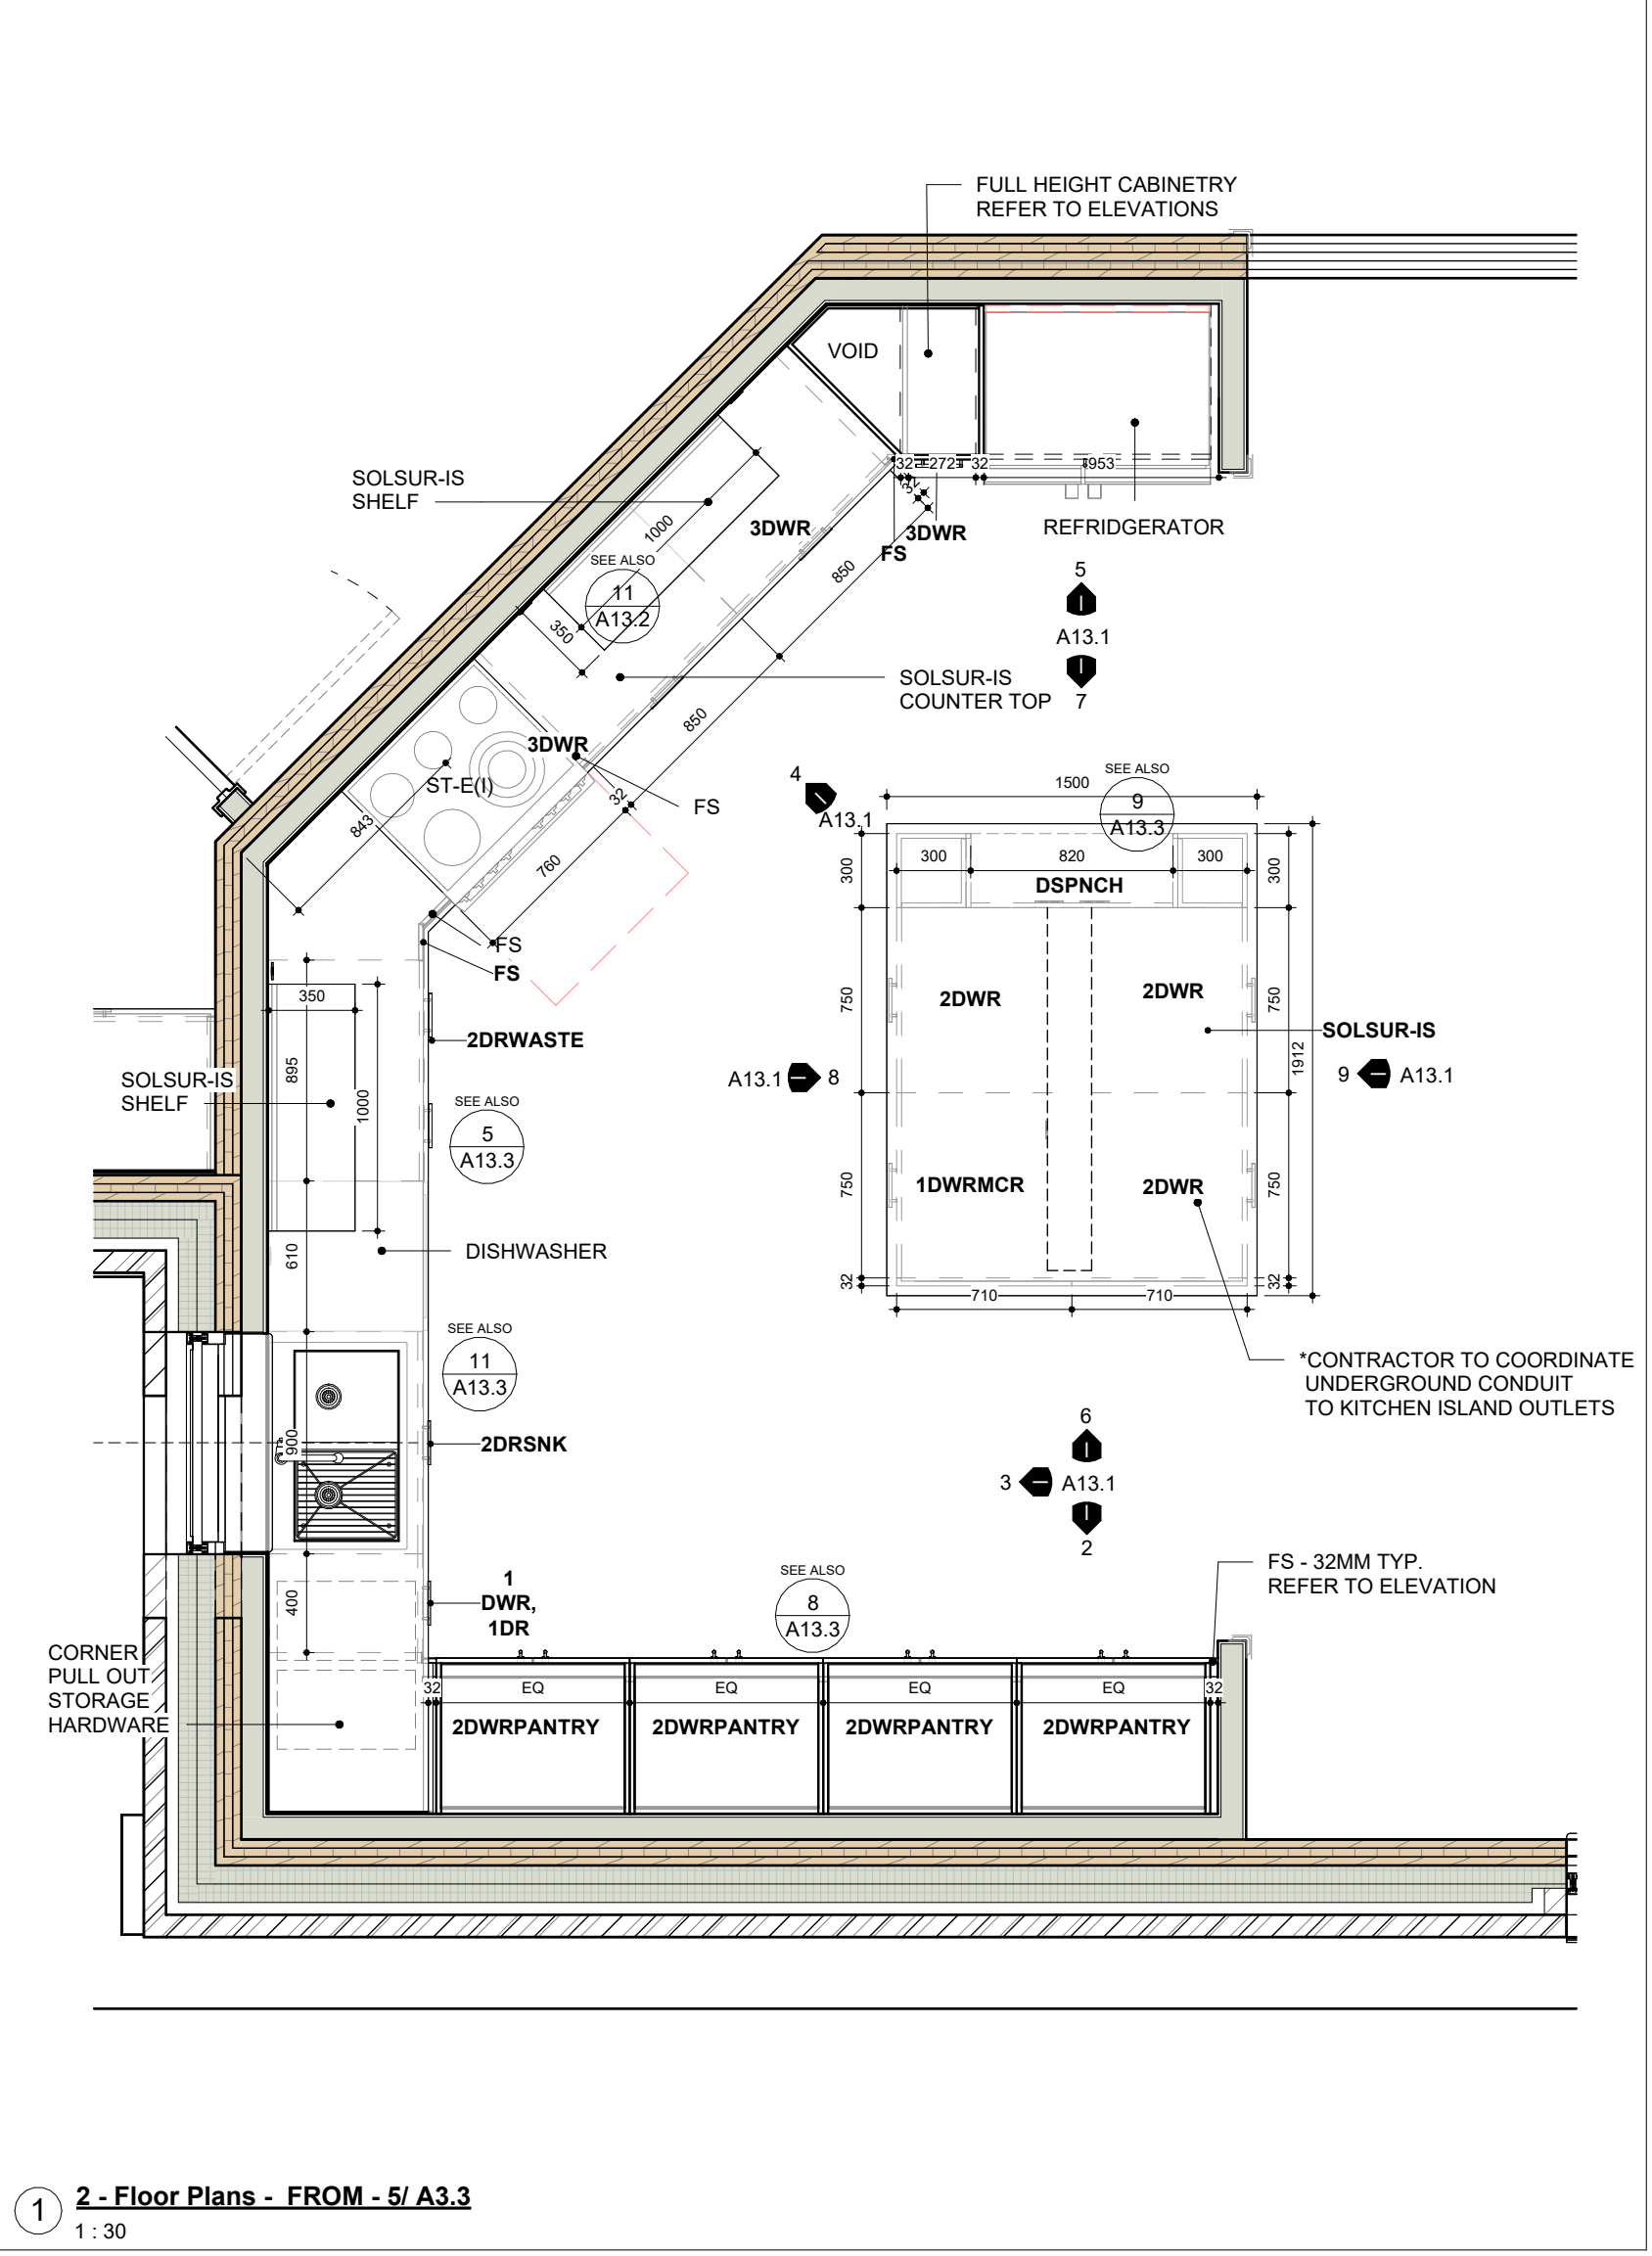 FULL HEIGHT CABINETRY
REFER TO ELEVATIONS
VOID
SOLSUR-IS
SHELF
32
272
32
953
32
3DWR
3DWR
FS
REFRIDGERATOR
1000
SEE ALSO
11
A13.2
350
850
5
A13.1
7
SOLSUR-IS
COUNTER TOP
850
3DWR
ST-E(I)
FS
32
843
760
4
A13.1
1500
SEE ALSO
9
A13.3
300
300
820
300
300
DSPNCH
FS
FS
350
2DWR
2DWR
750
750
SOLSUR-IS
1912
2DRWASTE
895
1000
SOLSUR-IS
SHELF
A13.1
8
9
A13.1
SEE ALSO
5
A13.3
750
1DWRMCR
2DWR
750
DISHWASHER
610
32
710
710
32
SEE ALSO
11
A13.3
*CONTRACTOR TO COORDINATE
UNDERGROUND CONDUIT
TO KITCHEN ISLAND OUTLETS
900
2DRSNK
6
3
A13.1
2
FS - 32MM TYP.
REFER TO ELEVATION
SEE ALSO
8
A13.3
400
1
DWR,
1DR
CORNER
PULL OUT
STORAGE
HARDWARE
32
EQ
EQ
EQ
EQ
32
2DWRPANTRY
2DWRPANTRY
2DWRPANTRY
2DWRPANTRY
1
2 - Floor Plans - FROM - 5/ A3.3
1 : 30